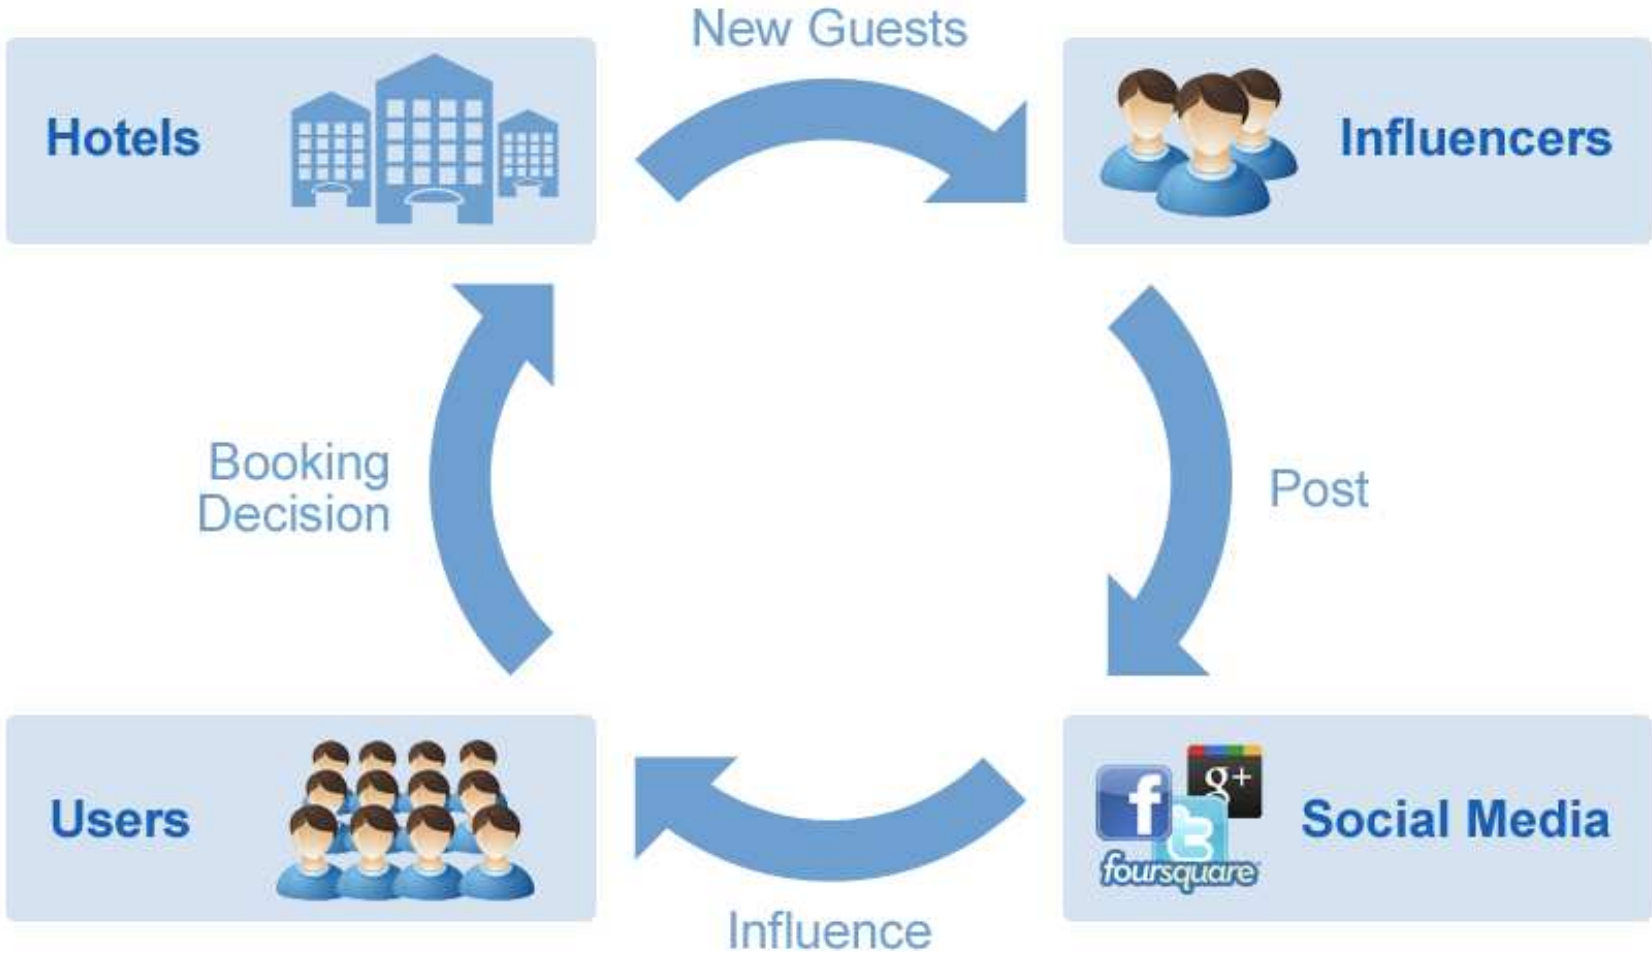 New Guests
Hotels
Influencers
Booking
Decision
Post
Users
f
g+
t
foursquare
Social Media
Influence